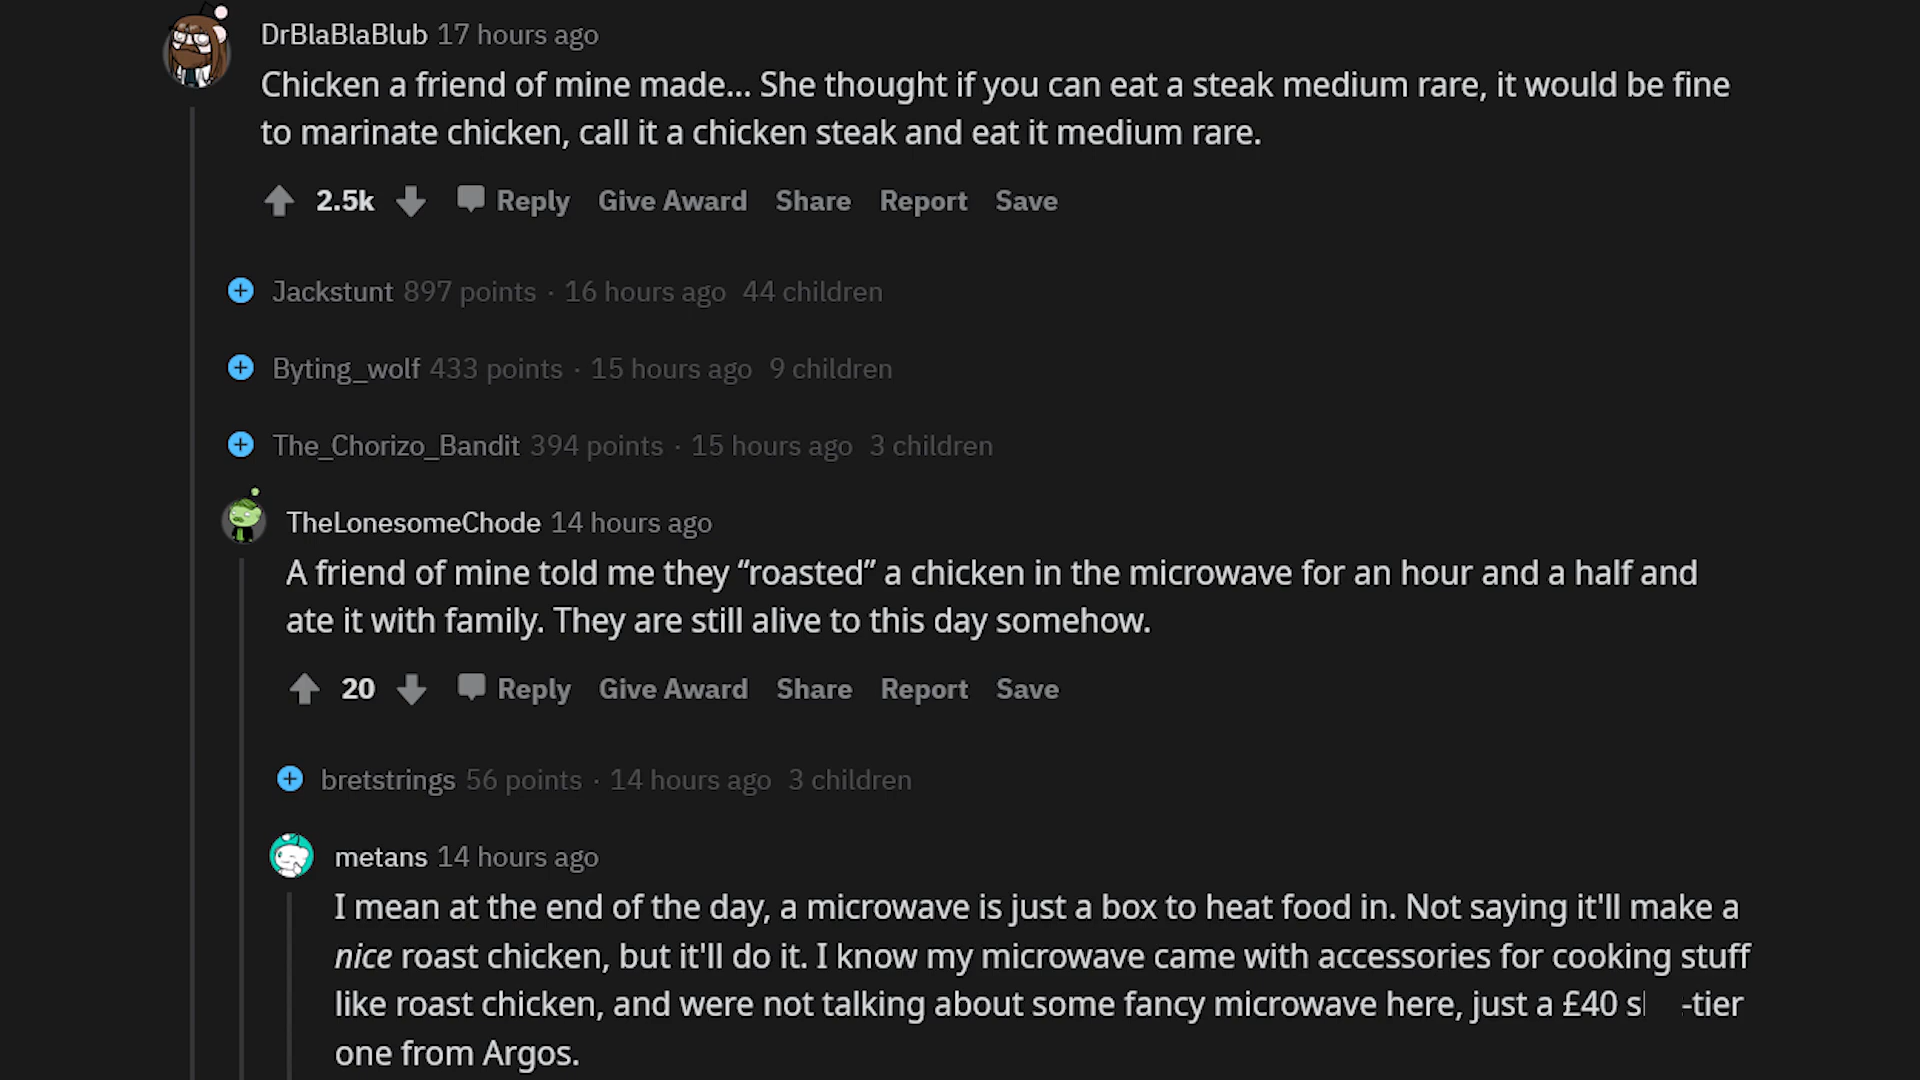 DrBlaBlaBlub 17 hours ago
Chicken a friend of mine made... She thought if you can eat a steak medium rare, it would be fine
to marinate chicken, call it a chicken steak and eat it medium rare.
2.5k Reply Give Award Share Report Save
Jackstunt 897 points · 16 hours ago 44 children
Byting_wolf 433 points · 15 hours ago 9 children
The_Chorizo_Bandit 394 points · 15 hours ago 3 children
TheLonesomeChode 14 hours ago
A friend of mine told me they “roasted” a chicken in the microwave for an hour and a half and
ate it with family. They are still alive to this day somehow.
20 Reply Give Award Share Report Save
bretstrings 56 points · 14 hours ago 3 children
metans 14 hours ago
I mean at the end of the day, a microwave is just a box to heat food in. Not saying it'll make a
nice roast chicken, but it'll do it. I know my microwave came with accessories for cooking stuff
like roast chicken, and were not talking about some fancy microwave here, just a £40 -tier
one from Argos.